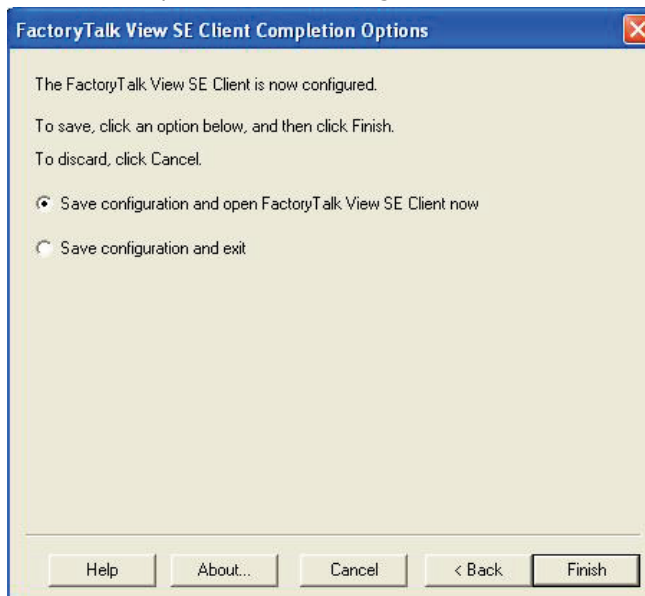 FactoryTalk View SE Client Completion Options
The FactoryTalk View SE Client is now configured.
To save, click an option below, and then click Finish.
To discard, click Cancel.
Save configuration and open FactoryTalk View SE Client now
Save configuration and exit
Help About... Cancel < Back Finish